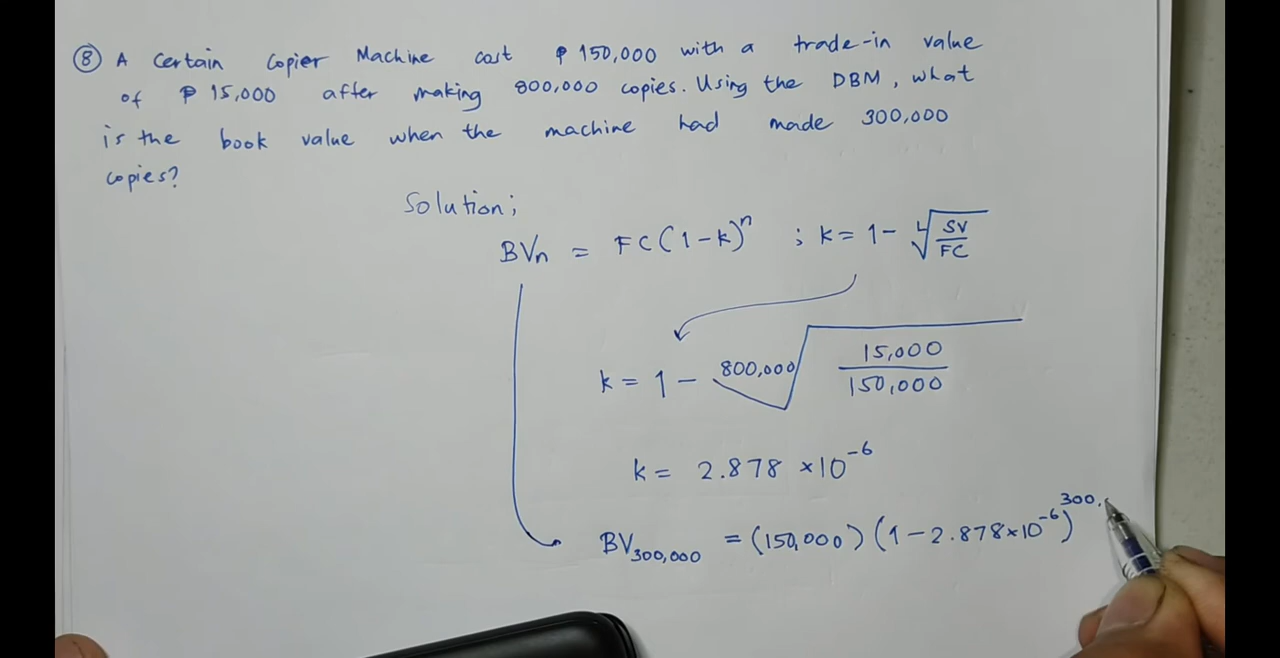 ⑧ A certain Copier Machine cost ₱ 150,000 with a trade-in value
of ₱ 15,000 after making 800,000 copies. Using the DBM, what
is the book value when the machine had made 300,000
copies?
Solution;
BVn = FC(1-k)^n ; k = 1 - ᴸ√(SV/FC)
k = 1 - ⁸⁰⁰'⁰⁰⁰√(15,000/150,000)
k = 2.878 × 10^-6
BV₃₀₀,₀₀₀ = (150,000) (1 - 2.878×10^-6)^300,